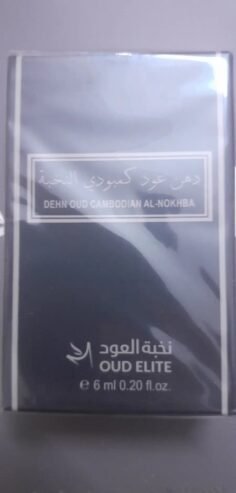 دهن عود كمبودي النخبة
DEHN OUD CAMBODIAN AL-NOKHBA
نخبة العود
OUD ELITE
e 6 ml 0.20 fl.oz.